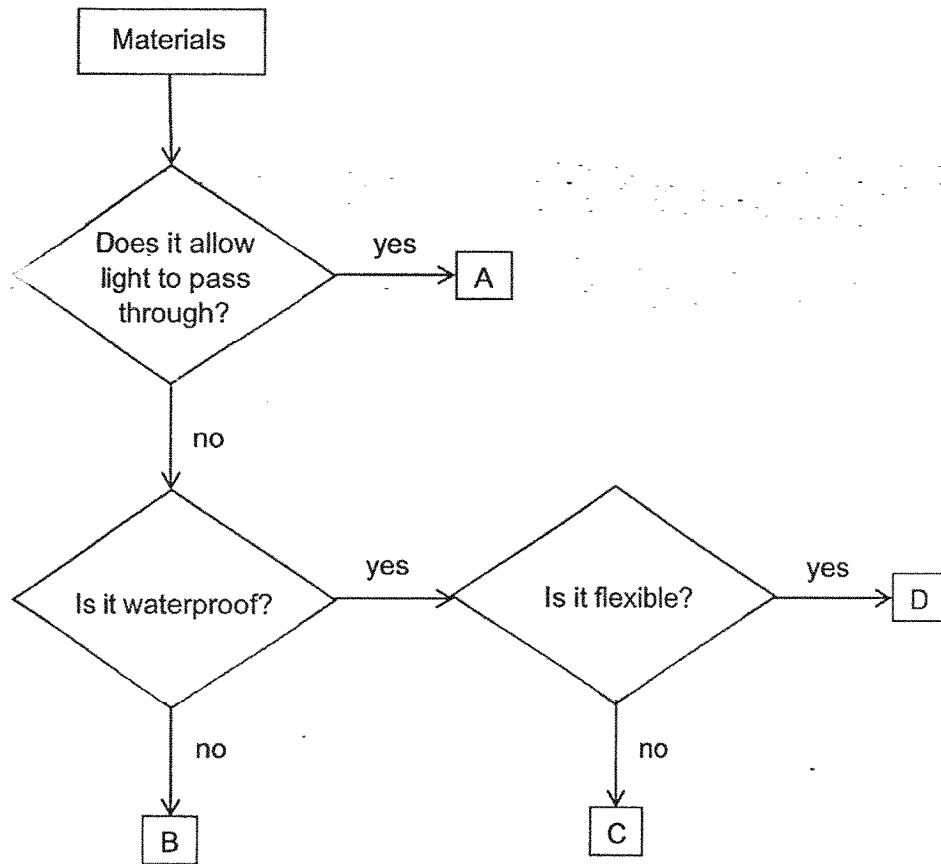 Materials
Does it allow
light to pass
through?
yes
A
no
Is it waterproof?
yes
Is it flexible?
yes
D
no
B
no
C